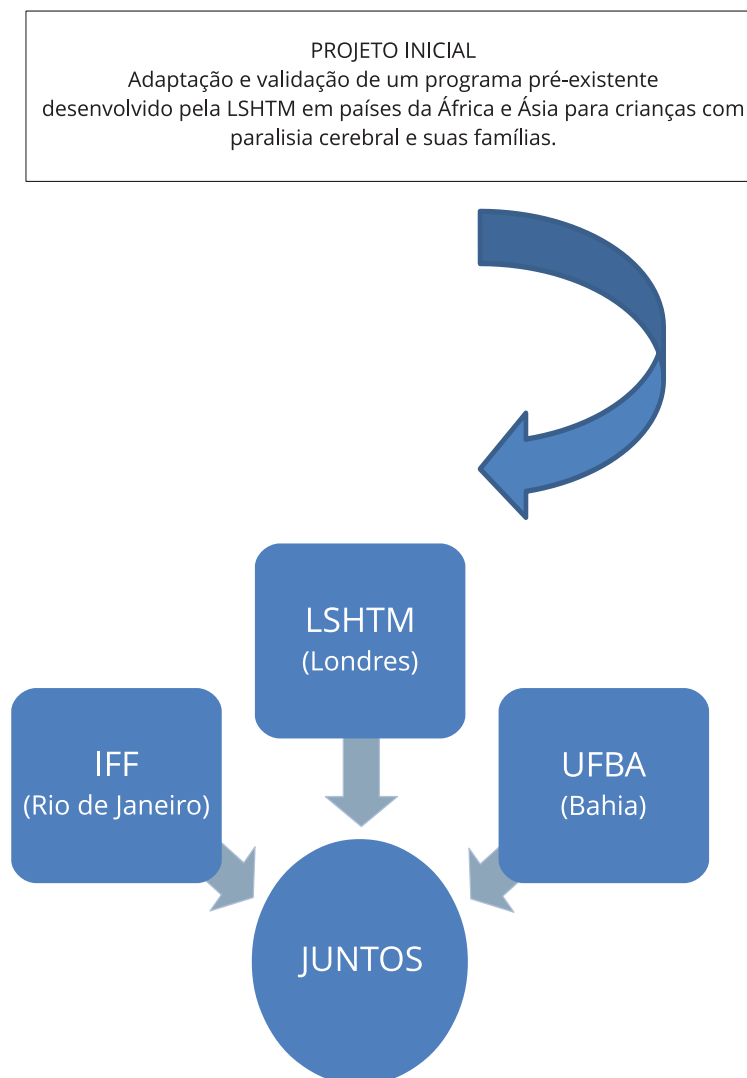 PROJETO INICIAL
Adaptação e validação de um programa pré-existente
desenvolvido pela LSHTM em países da África e Ásia para crianças com
paralisia cerebral e suas famílias.
LSHTM
(Londres)
IFF
(Rio de Janeiro)
UFBA
(Bahia)
JUNTOS